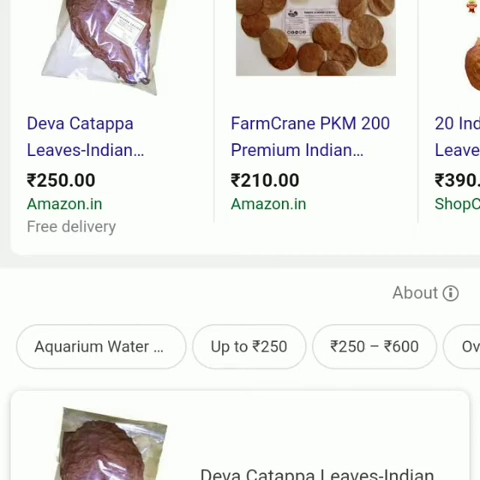 Deva Catappa
Leaves-Indian...
₹250.00
Amazon.in
Free delivery
FarmCrane PKM 200
Premium Indian...
₹210.00
Amazon.in
20 Ind
Leave
₹390.
ShopC
About
Aquarium Water ...
Up to ₹250
₹250 – ₹600
Ov
Deva Catappa Leaves-Indian